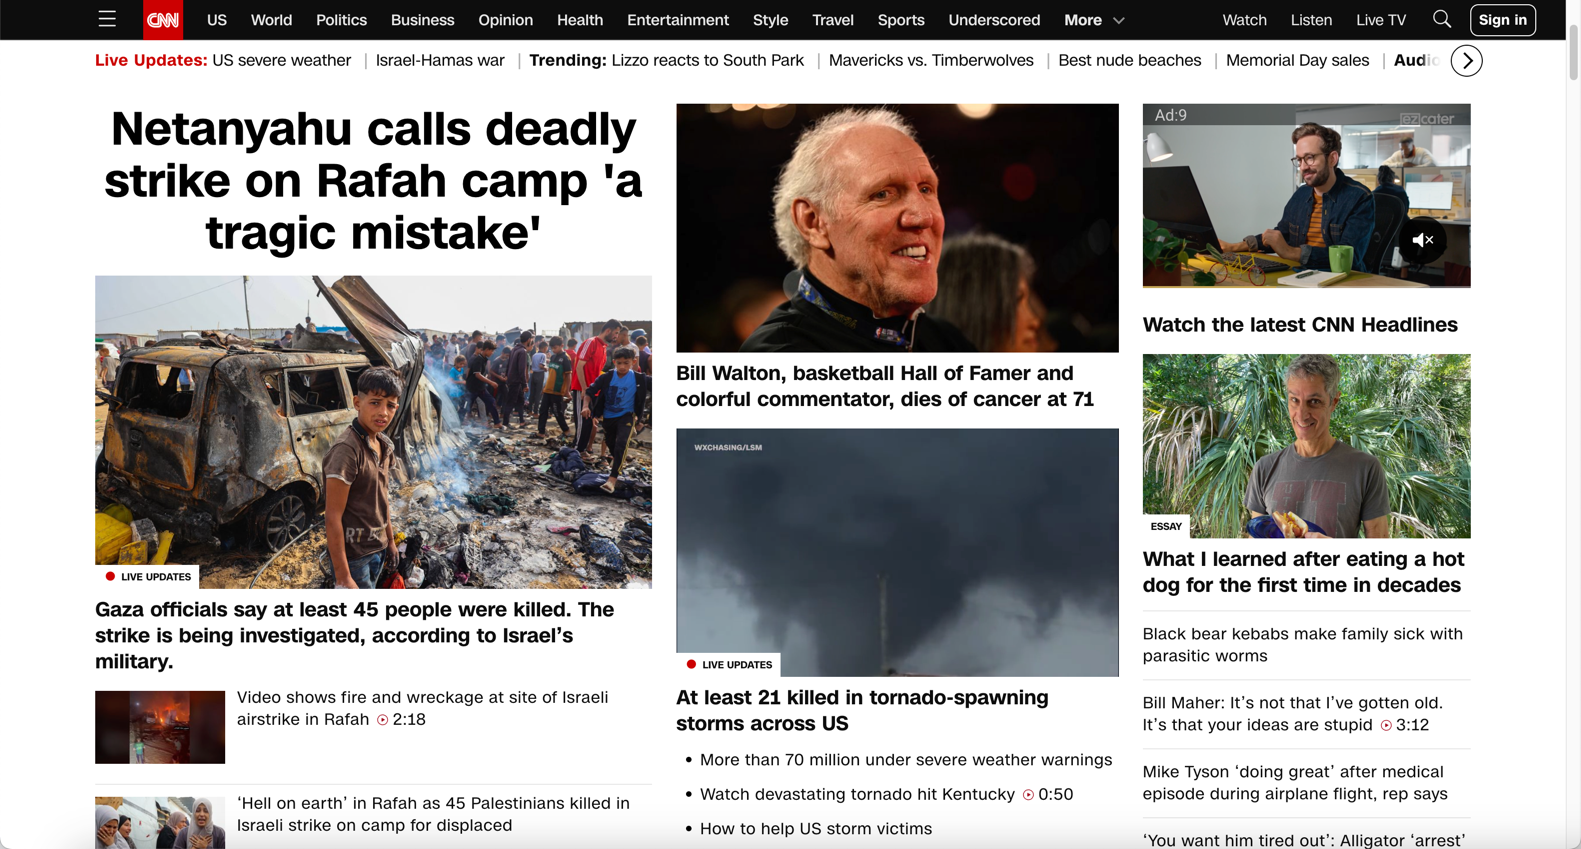 CNN US World Politics Business Opinion Health Entertainment Style Travel Sports Underscored More Watch Listen Live TV Sign in
Live Updates: US severe weather | Israel-Hamas war | Trending: Lizzo reacts to South Park | Mavericks vs. Timberwolves | Best nude beaches | Memorial Day sales | Audio
Netanyahu calls deadly
strike on Rafah camp 'a
tragic mistake'
LIVE UPDATES
Gaza officials say at least 45 people were killed. The
strike is being investigated, according to Israel’s
military.
Video shows fire and wreckage at site of Israeli
airstrike in Rafah 2:18
‘Hell on earth’ in Rafah as 45 Palestinians killed in
Israeli strike on camp for displaced
Bill Walton, basketball Hall of Famer and
colorful commentator, dies of cancer at 71
WXCHASING/LSM
LIVE UPDATES
At least 21 killed in tornado-spawning
storms across US
• More than 70 million under severe weather warnings
• Watch devastating tornado hit Kentucky 0:50
• How to help US storm victims
Ad:9
ezcater
Watch the latest CNN Headlines
ESSAY
What I learned after eating a hot
dog for the first time in decades
Black bear kebabs make family sick with
parasitic worms
Bill Maher: It’s not that I’ve gotten old.
It’s that your ideas are stupid 3:12
Mike Tyson ‘doing great’ after medical
episode during airplane flight, rep says
‘You want him tired out’: Alligator ‘arrest’